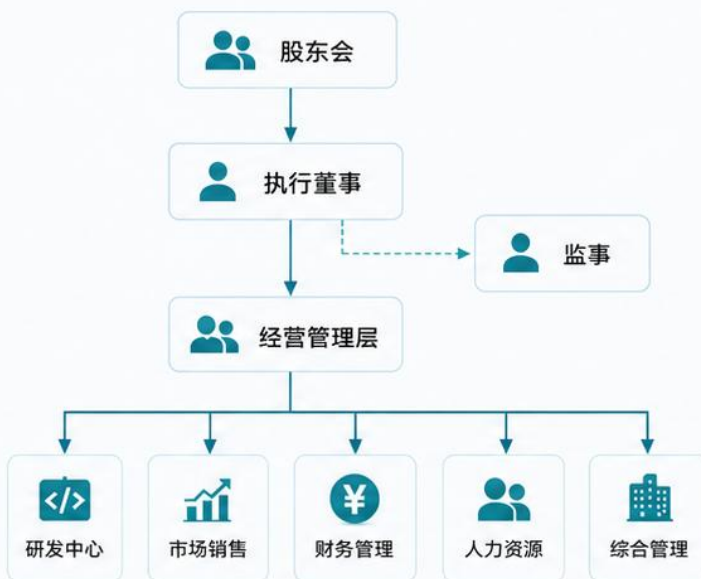 股东会
执行董事
监事
经营管理层
</>
¥
研发中心
市场销售
财务管理
人力资源
综合管理